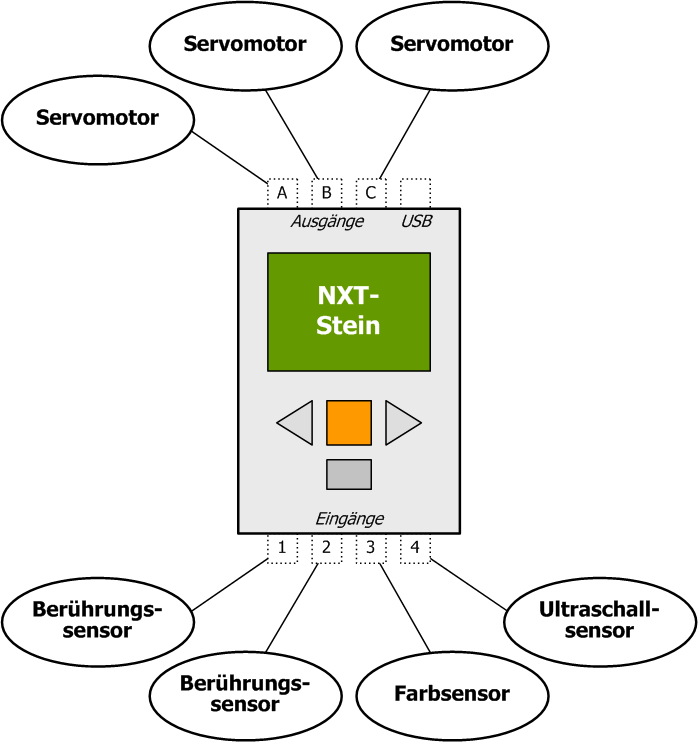 Servomotor
Servomotor
Servomotor
A
B
C
Ausgänge
USB
NXT-
Stein
Eingänge
1
2
3
4
Berührungs-
sensor
Berührungs-
sensor
Farbsensor
Ultraschall-
sensor